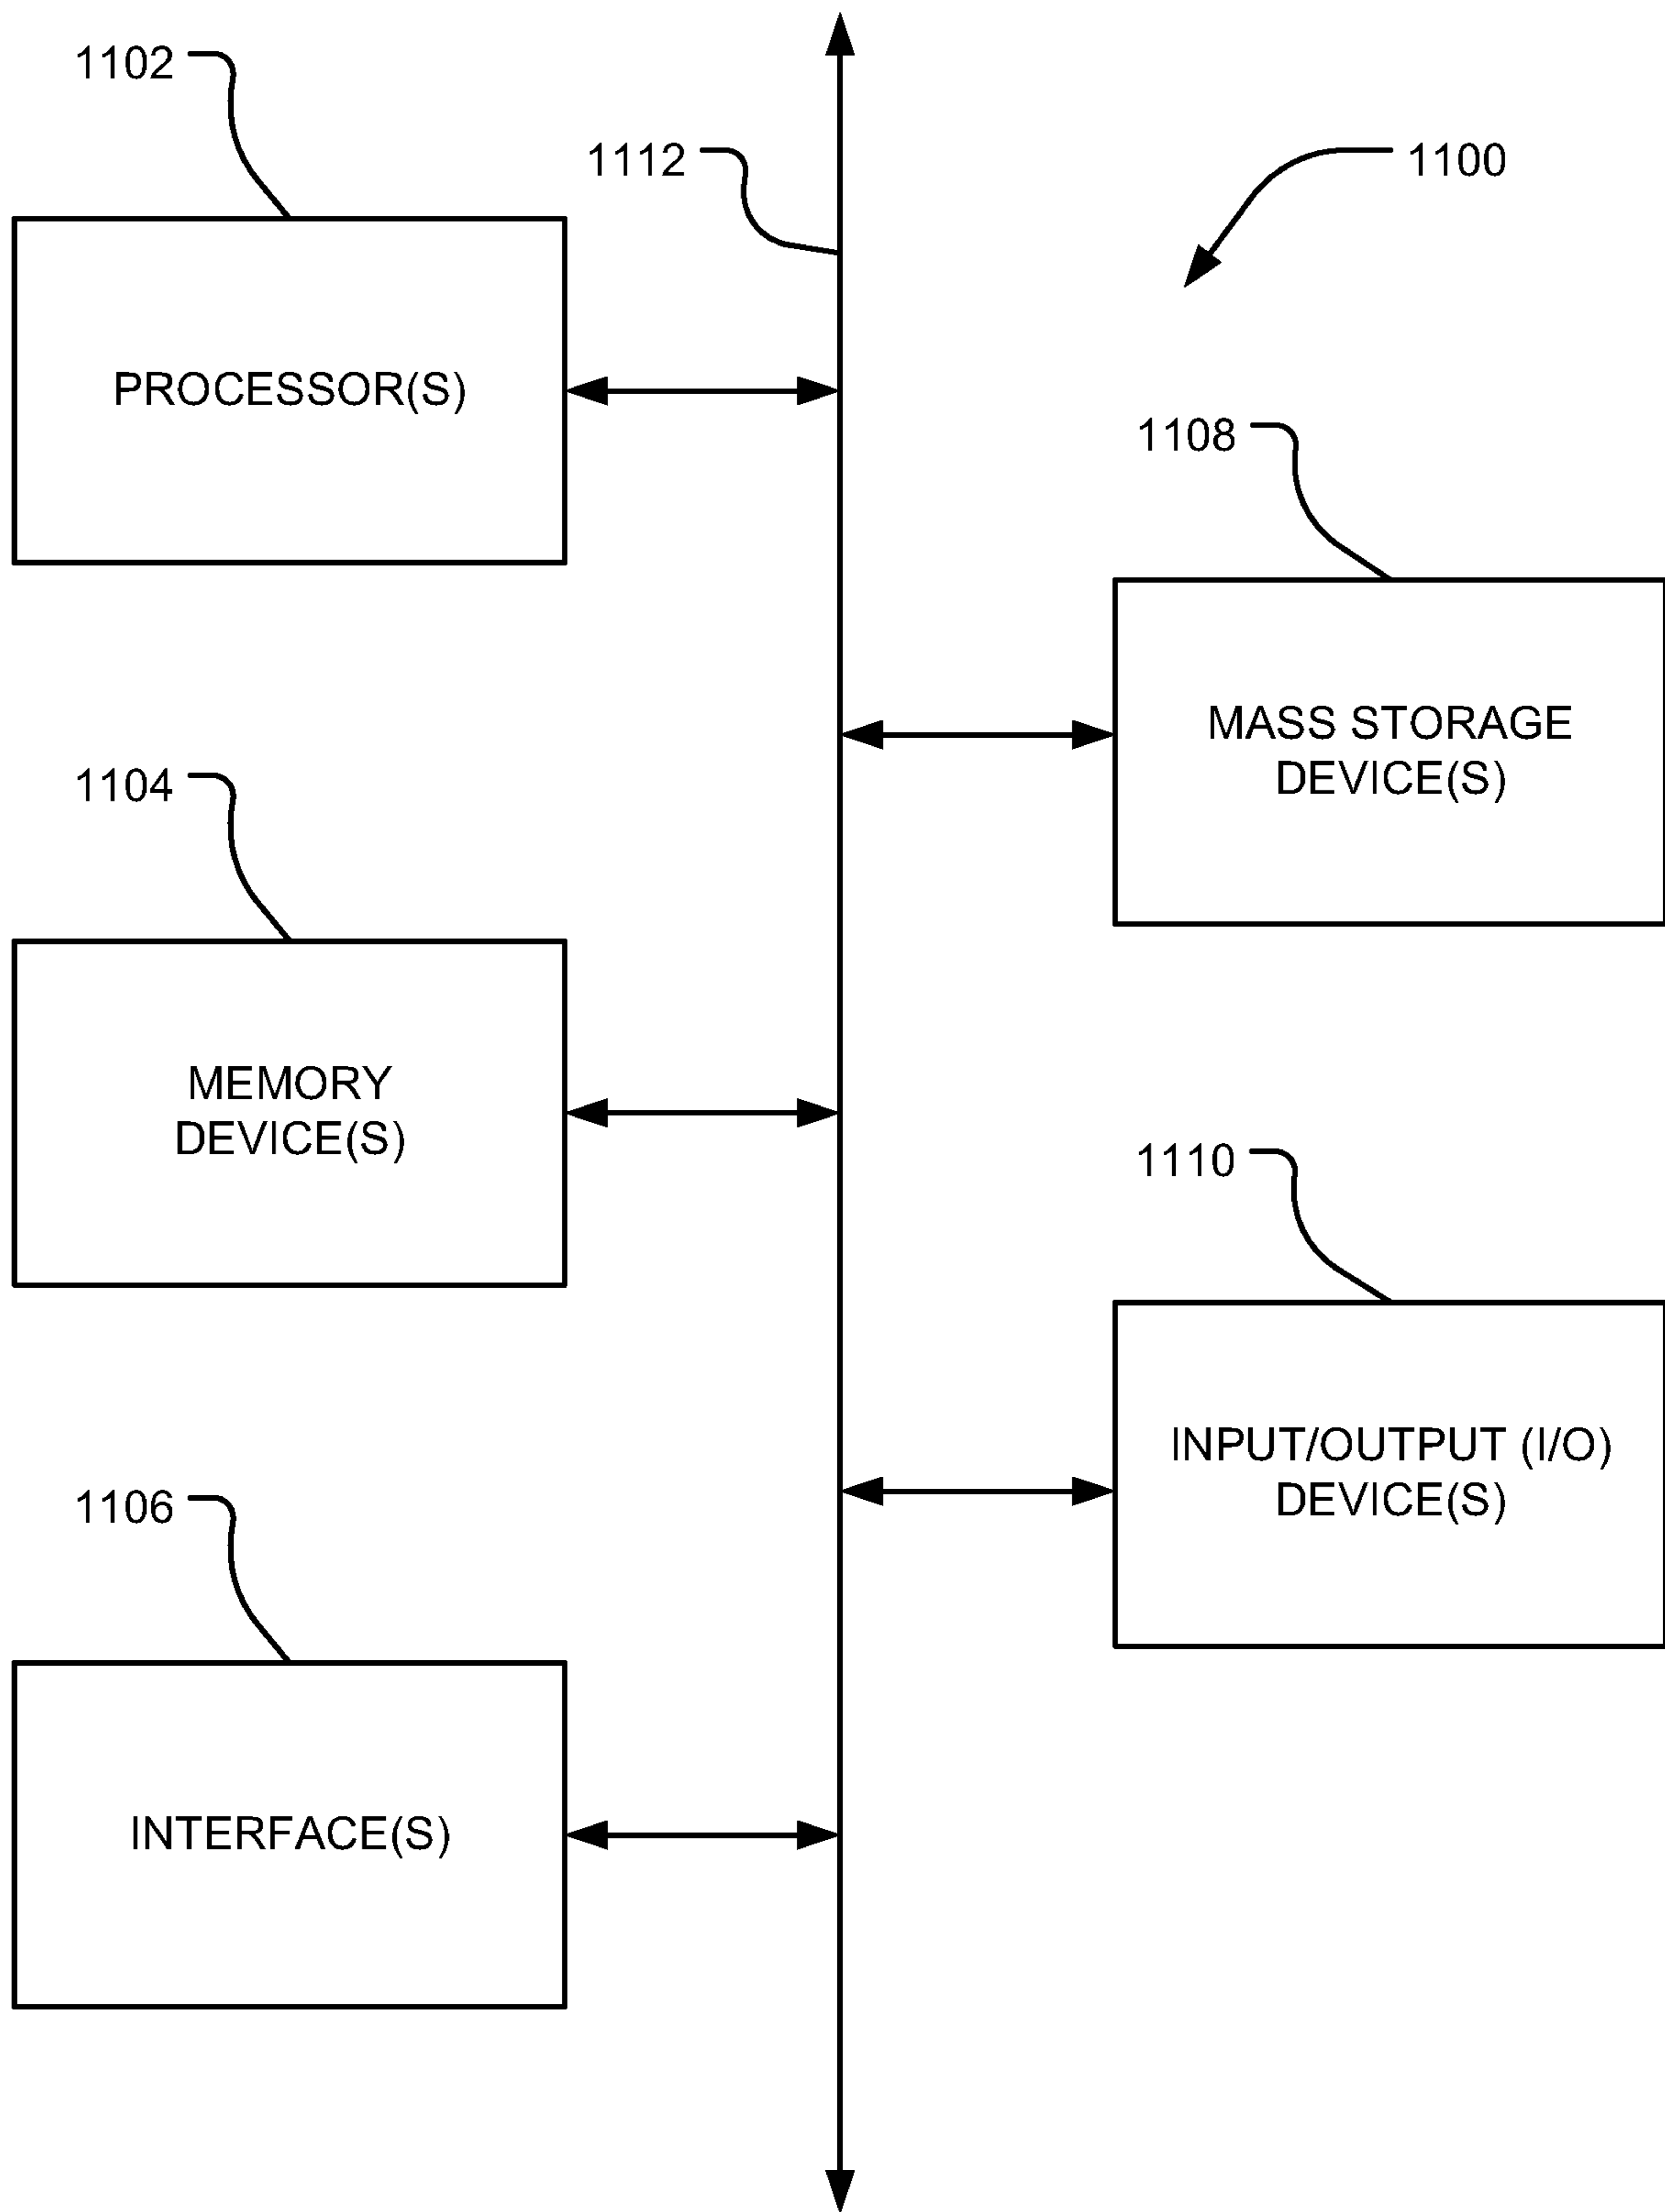 1102
1112
1100
PROCESSOR(S)
1108
MASS STORAGE
DEVICE(S)
1104
MEMORY
DEVICE(S)
1110
INPUT/OUTPUT (I/O)
DEVICE(S)
1106
INTERFACE(S)